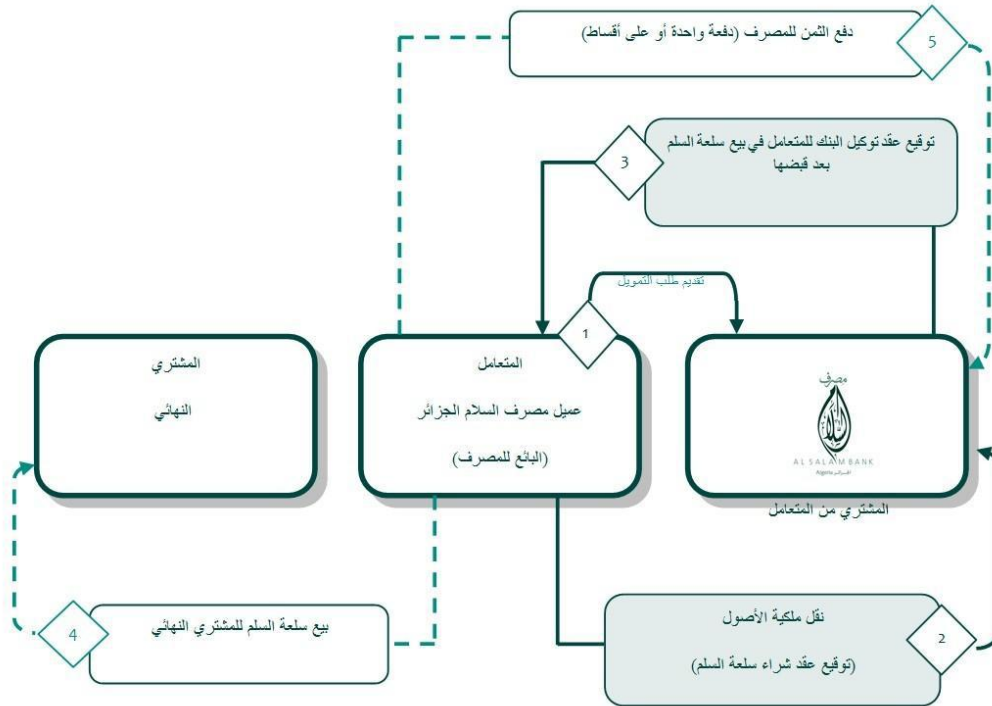 دفع الثمن للمصرف (دفعة واحدة أو على أقساط)
5
توقيع عقد توكيل البنك للمتعامل في بيع سلعة السلم
بعد قبضها
3
تقديم طلب التمويل
1
المشتري
النهائي
المتعامل
عميل مصرف السلام الجزائر
(البائع للمصرف)
مصرف
السلام
AL SALAM BANK
Algeria الجزائر
المشتري من المتعامل
نقل ملكية الأصول
(توقيع عقد شراء سلعة السلم)
2
بيع سلعة السلم للمشتري النهائي
4